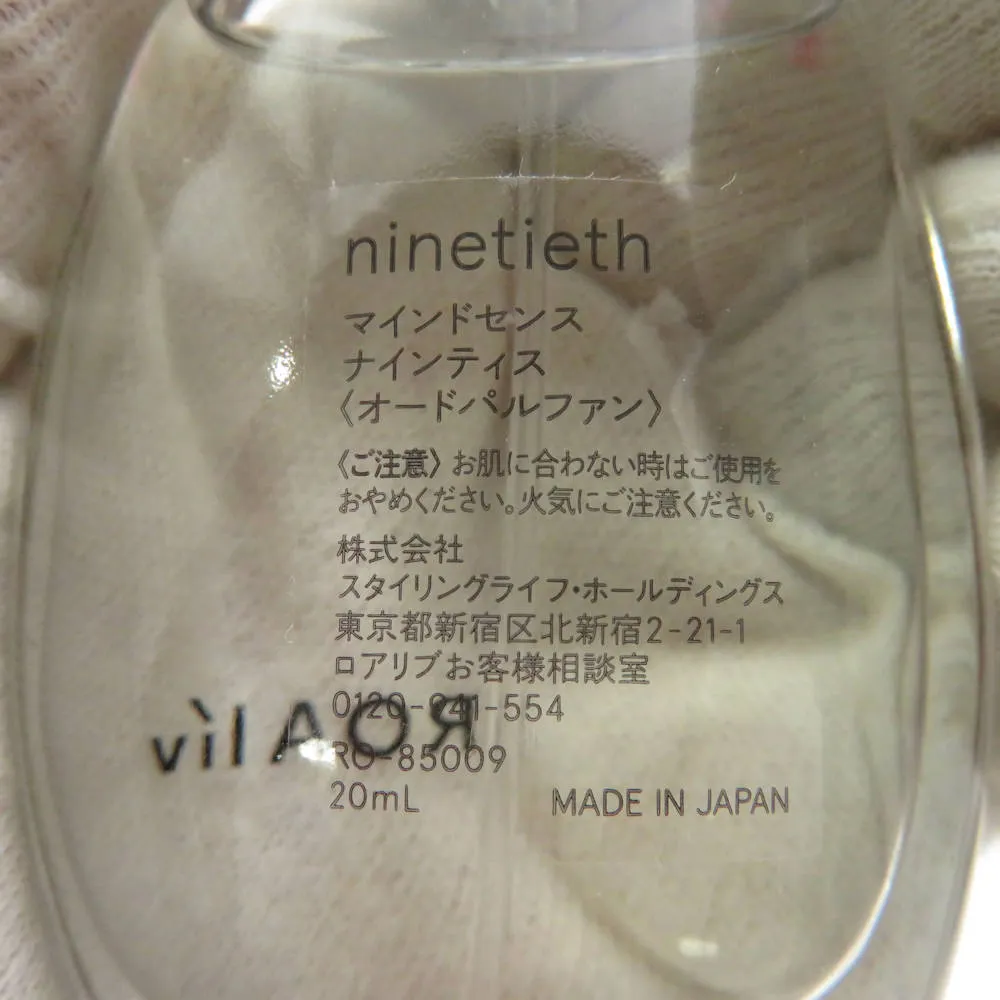 ninetieth
マインドセンス
ナインティス
〈オードパルファン〉
〈ご注意〉お肌に合わない時はご使用を
おやめください。火気にご注意ください。
株式会社
スタイリングライフ・ホールディングス
東京都新宿区北新宿2-21-1
ロアリブお客様相談室
0120-941-554
ROAliv
RO-85009
20mL MADE IN JAPAN